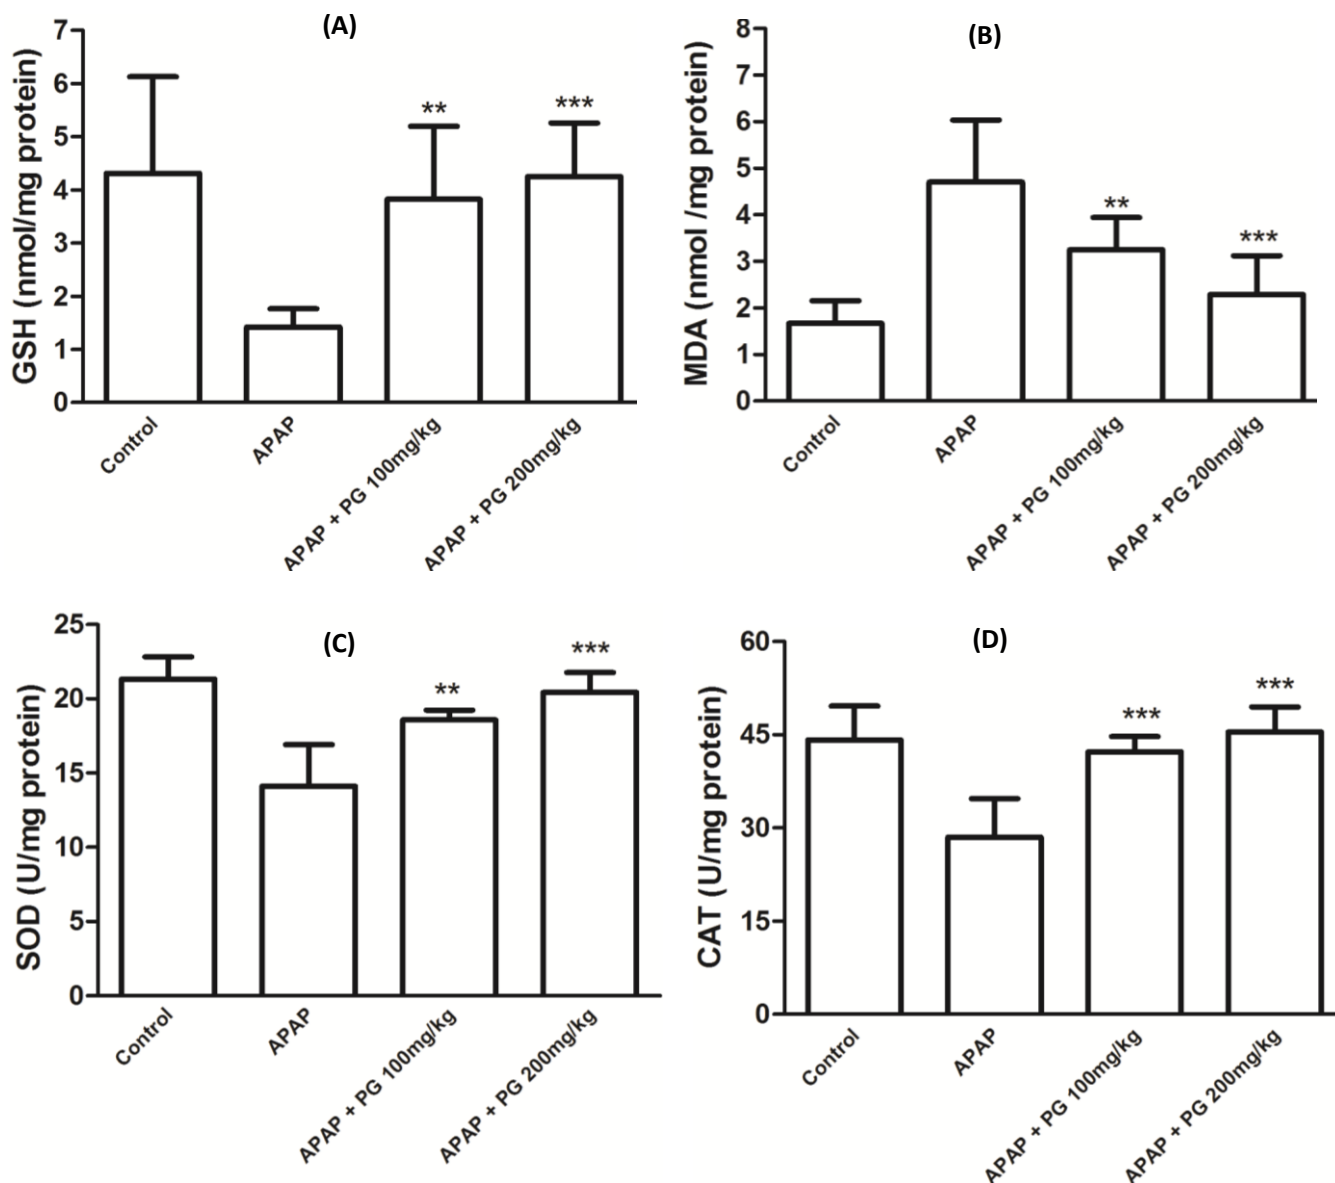 (A)
GSH (nmol/mg protein)
7
6
5
4
3
2
1
0
**
***
Control
APAP
APAP + PG 100mg/kg
APAP + PG 200mg/kg
(B)
MDA (nmol /mg protein)
8
7
6
5
4
3
2
1
0
**
***
Control
APAP
APAP + PG 100mg/kg
APAP + PG 200mg/kg
(C)
SOD (U/mg protein)
25
20
15
10
5
0
**
***
Control
APAP
APAP + PG 100mg/kg
APAP + PG 200mg/kg
(D)
CAT (U/mg protein)
60
45
30
15
0
***
***
Control
APAP
APAP + PG 100mg/kg
APAP + PG 200mg/kg